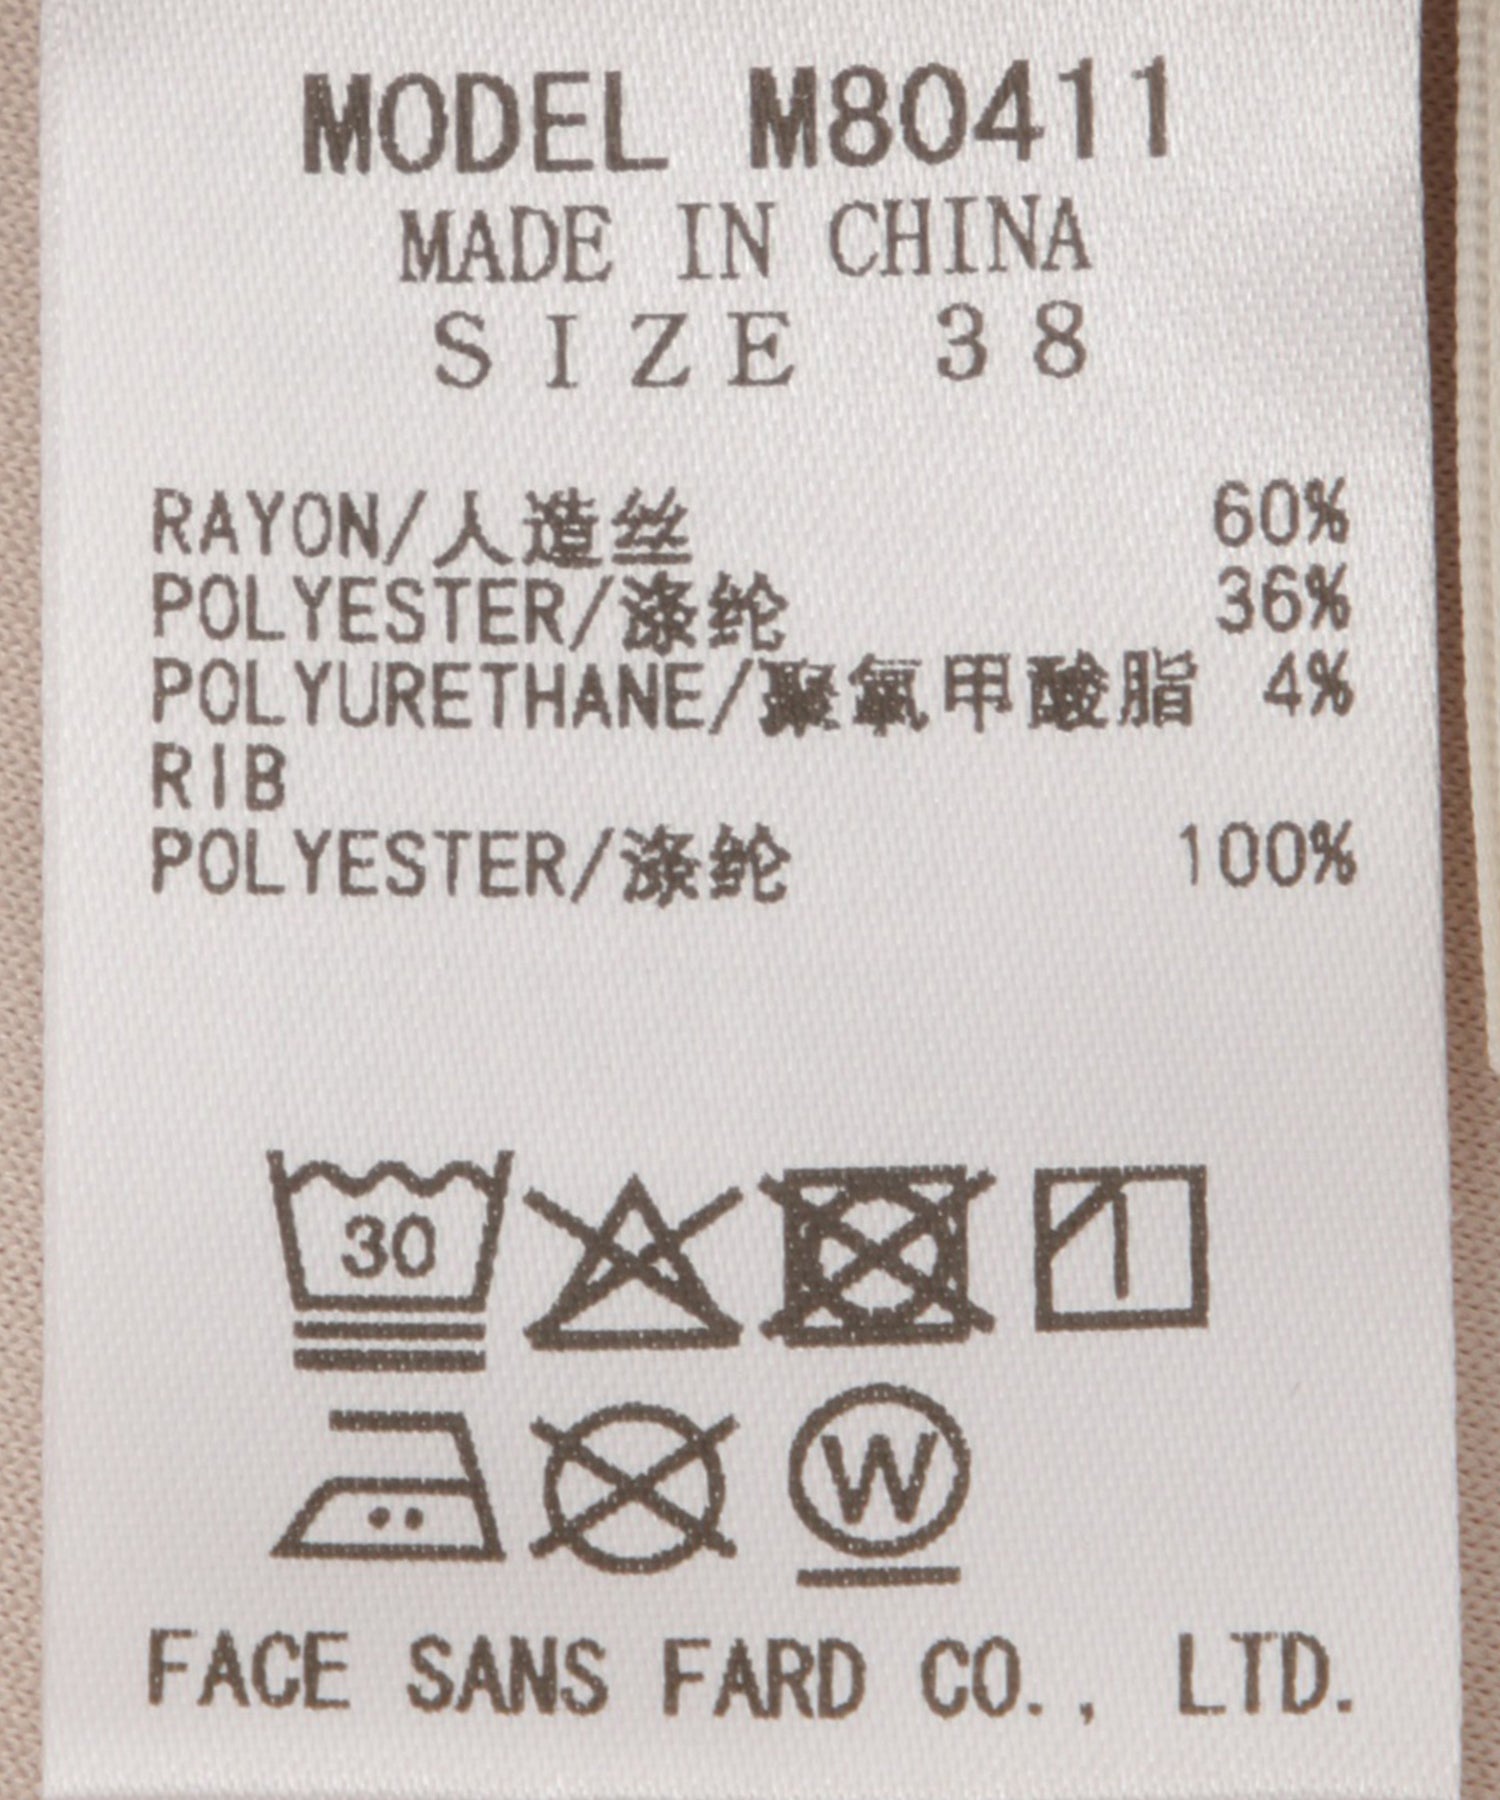 MODEL M80411
MADE IN CHINA
SIZE 38
RAYON/人造丝 60%
POLYESTER/涤纶 36%
POLYURETHANE/聚氧甲酸脂 4%
RIB
POLYESTER/涤纶 100%
30
W
FACE SANS FARD CO., LTD.